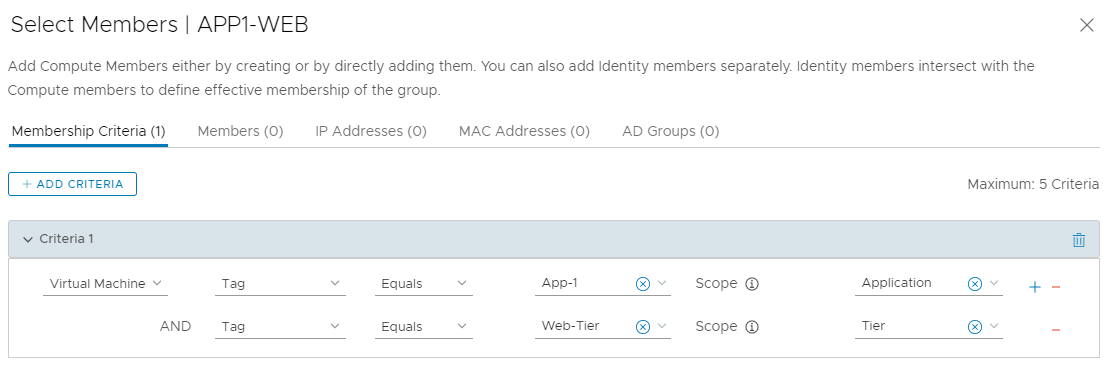 Select Members | APP1-WEB
Add Compute Members either by creating or by directly adding them. You can also add Identity members separately. Identity members intersect with the
Compute members to define effective membership of the group.
Membership Criteria (1) Members (0) IP Addresses (0) MAC Addresses (0) AD Groups (0)
+ ADD CRITERIA Maximum: 5 Criteria
Criteria 1
Virtual Machine Tag Equals App-1 Scope Application
AND Tag Equals Web-Tier Scope Tier